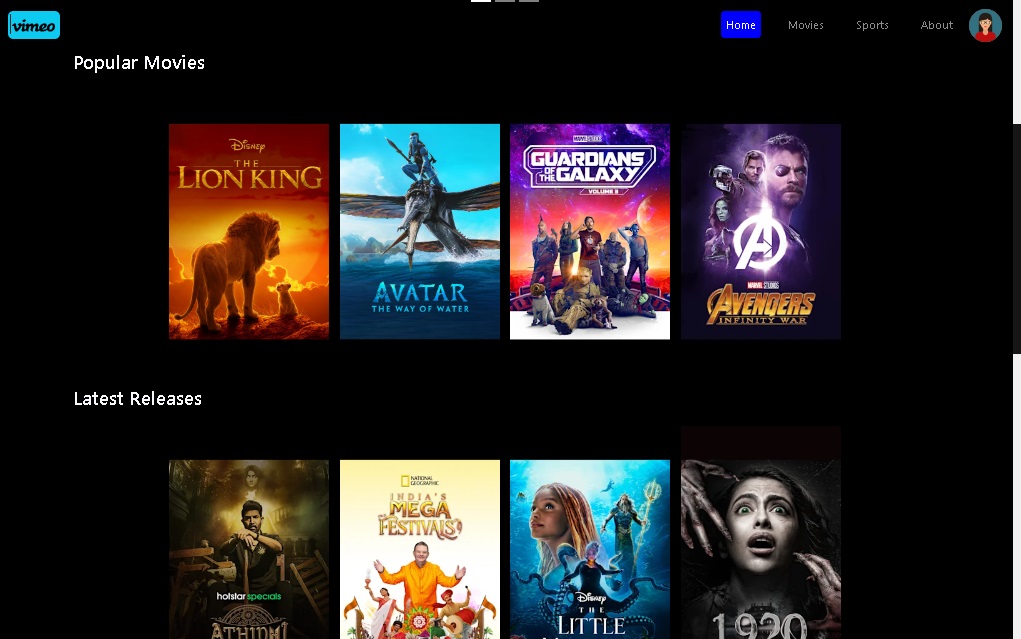 vimeo
Home
Movies
Sports
About
Popular Movies
Disney
THE
LION KING
AVATAR
THE WAY OF WATER
MARVEL STUDIOS
GUARDIANS
OF THE GALAXY
VOLUME 3
MARVEL STUDIOS
AVENGERS
INFINITY WAR
Latest Releases
hotstar specials
ATHIDHI
NATIONAL
GEOGRAPHIC
INDIA'S
MEGA
FESTIVALS
Disney
THE
LITTLE
1920